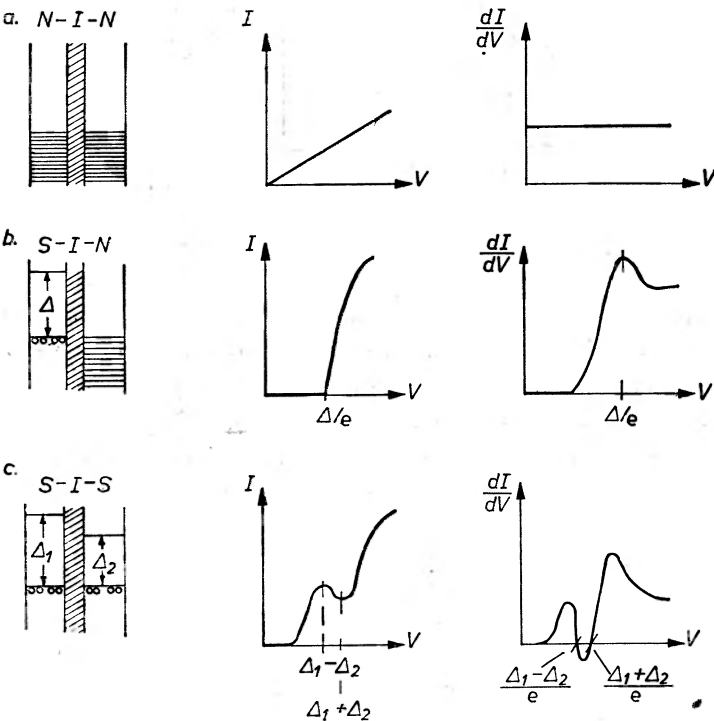 a. N-I-N
I
V
dI/dV
V
b. S-I-N
Δ
I
V
Δ/e
dI/dV
V
Δ/e
c. S-I-S
Δ₁
Δ₂
I
V
Δ₁-Δ₂
Δ₁+Δ₂
dI/dV
V
Δ₁-Δ₂/e
Δ₁+Δ₂/e